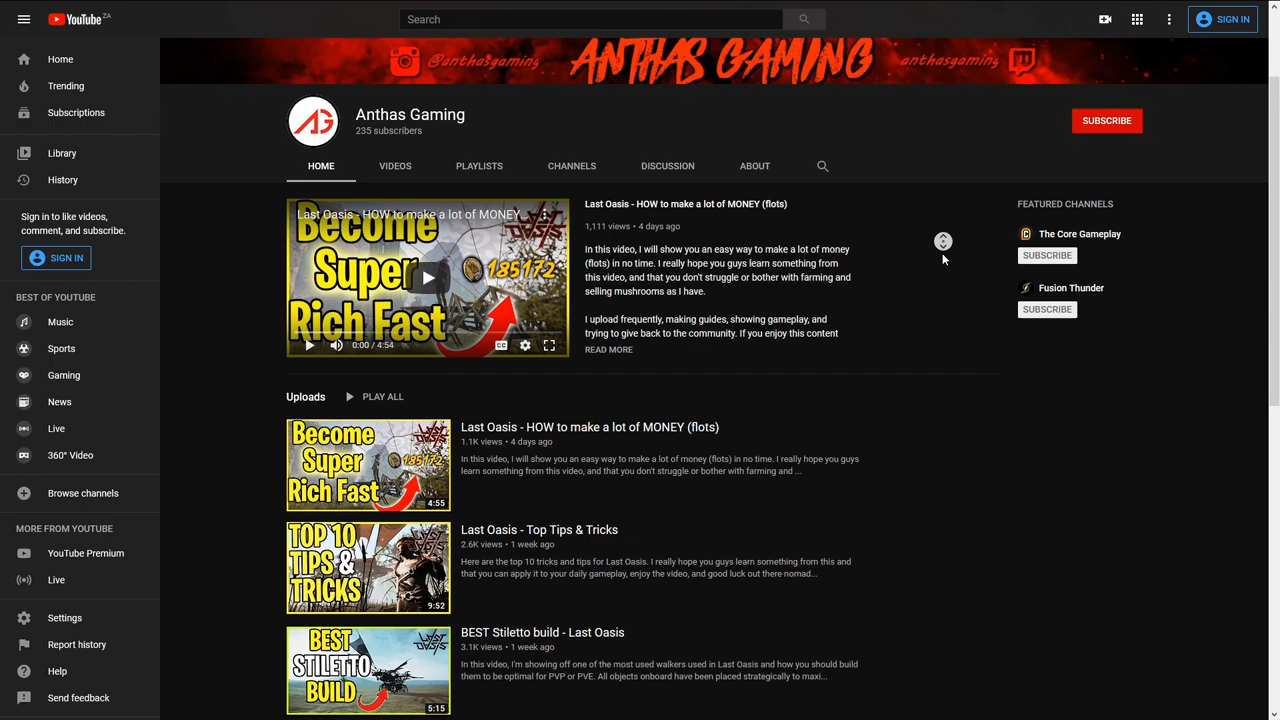 YouTube ZA
Search
SIGN IN
Home
Trending
Subscriptions
Library
History
Sign in to like videos,
comment, and subscribe.
SIGN IN
BEST OF YOUTUBE
Music
Sports
Gaming
News
Live
360° Video
Browse channels
MORE FROM YOUTUBE
YouTube Premium
Live
Settings
Report history
Help
Send feedback
@anthasgaming
ANTHAS GAMING
anthasgaming
AG
Anthas Gaming
235 subscribers
SUBSCRIBE
HOME
VIDEOS
PLAYLISTS
CHANNELS
DISCUSSION
ABOUT
Last Oasis - HOW to make a lot of MONEY...
Become
Super
Rich Fast
LAST OASIS
185172
0:00 / 4:54
CC
Last Oasis - HOW to make a lot of MONEY (flots)
1,111 views • 4 days ago
In this video, I will show you an easy way to make a lot of money
(flots) in no time. I really hope you guys learn something from
this video, and that you don't struggle or bother with farming and
selling mushrooms as I have.
I upload frequently, making guides, showing gameplay, and
trying to give back to the community. If you enjoy this content
READ MORE
FEATURED CHANNELS
The Core Gameplay
SUBSCRIBE
Fusion Thunder
SUBSCRIBE
Uploads
PLAY ALL
Become
Super
Rich Fast
LAST OASIS
185172
4:55
Last Oasis - HOW to make a lot of MONEY (flots)
1.1K views • 4 days ago
In this video, I will show you an easy way to make a lot of money (flots) in no time. I really hope you guys
learn something from this video, and that you don't struggle or bother with farming and ...
TOP 10
TIPS &
TRICKS
LAST OASIS
9:52
Last Oasis - Top Tips & Tricks
2.6K views • 1 week ago
Here are the top 10 tricks and tips for Last Oasis. I really hope you guys learn something from this and
that you can apply it to your daily gameplay, enjoy the video, and good luck out there nomad...
BEST
STILETTO
BUILD
LAST OASIS
5:15
BEST Stiletto build - Last Oasis
3.1K views • 1 week ago
In this video, I'm showing off one of the most used walkers used in Last Oasis and how you should build
them to be optimal for PVP or PVE. All objects onboard have been placed strategically to maxi...